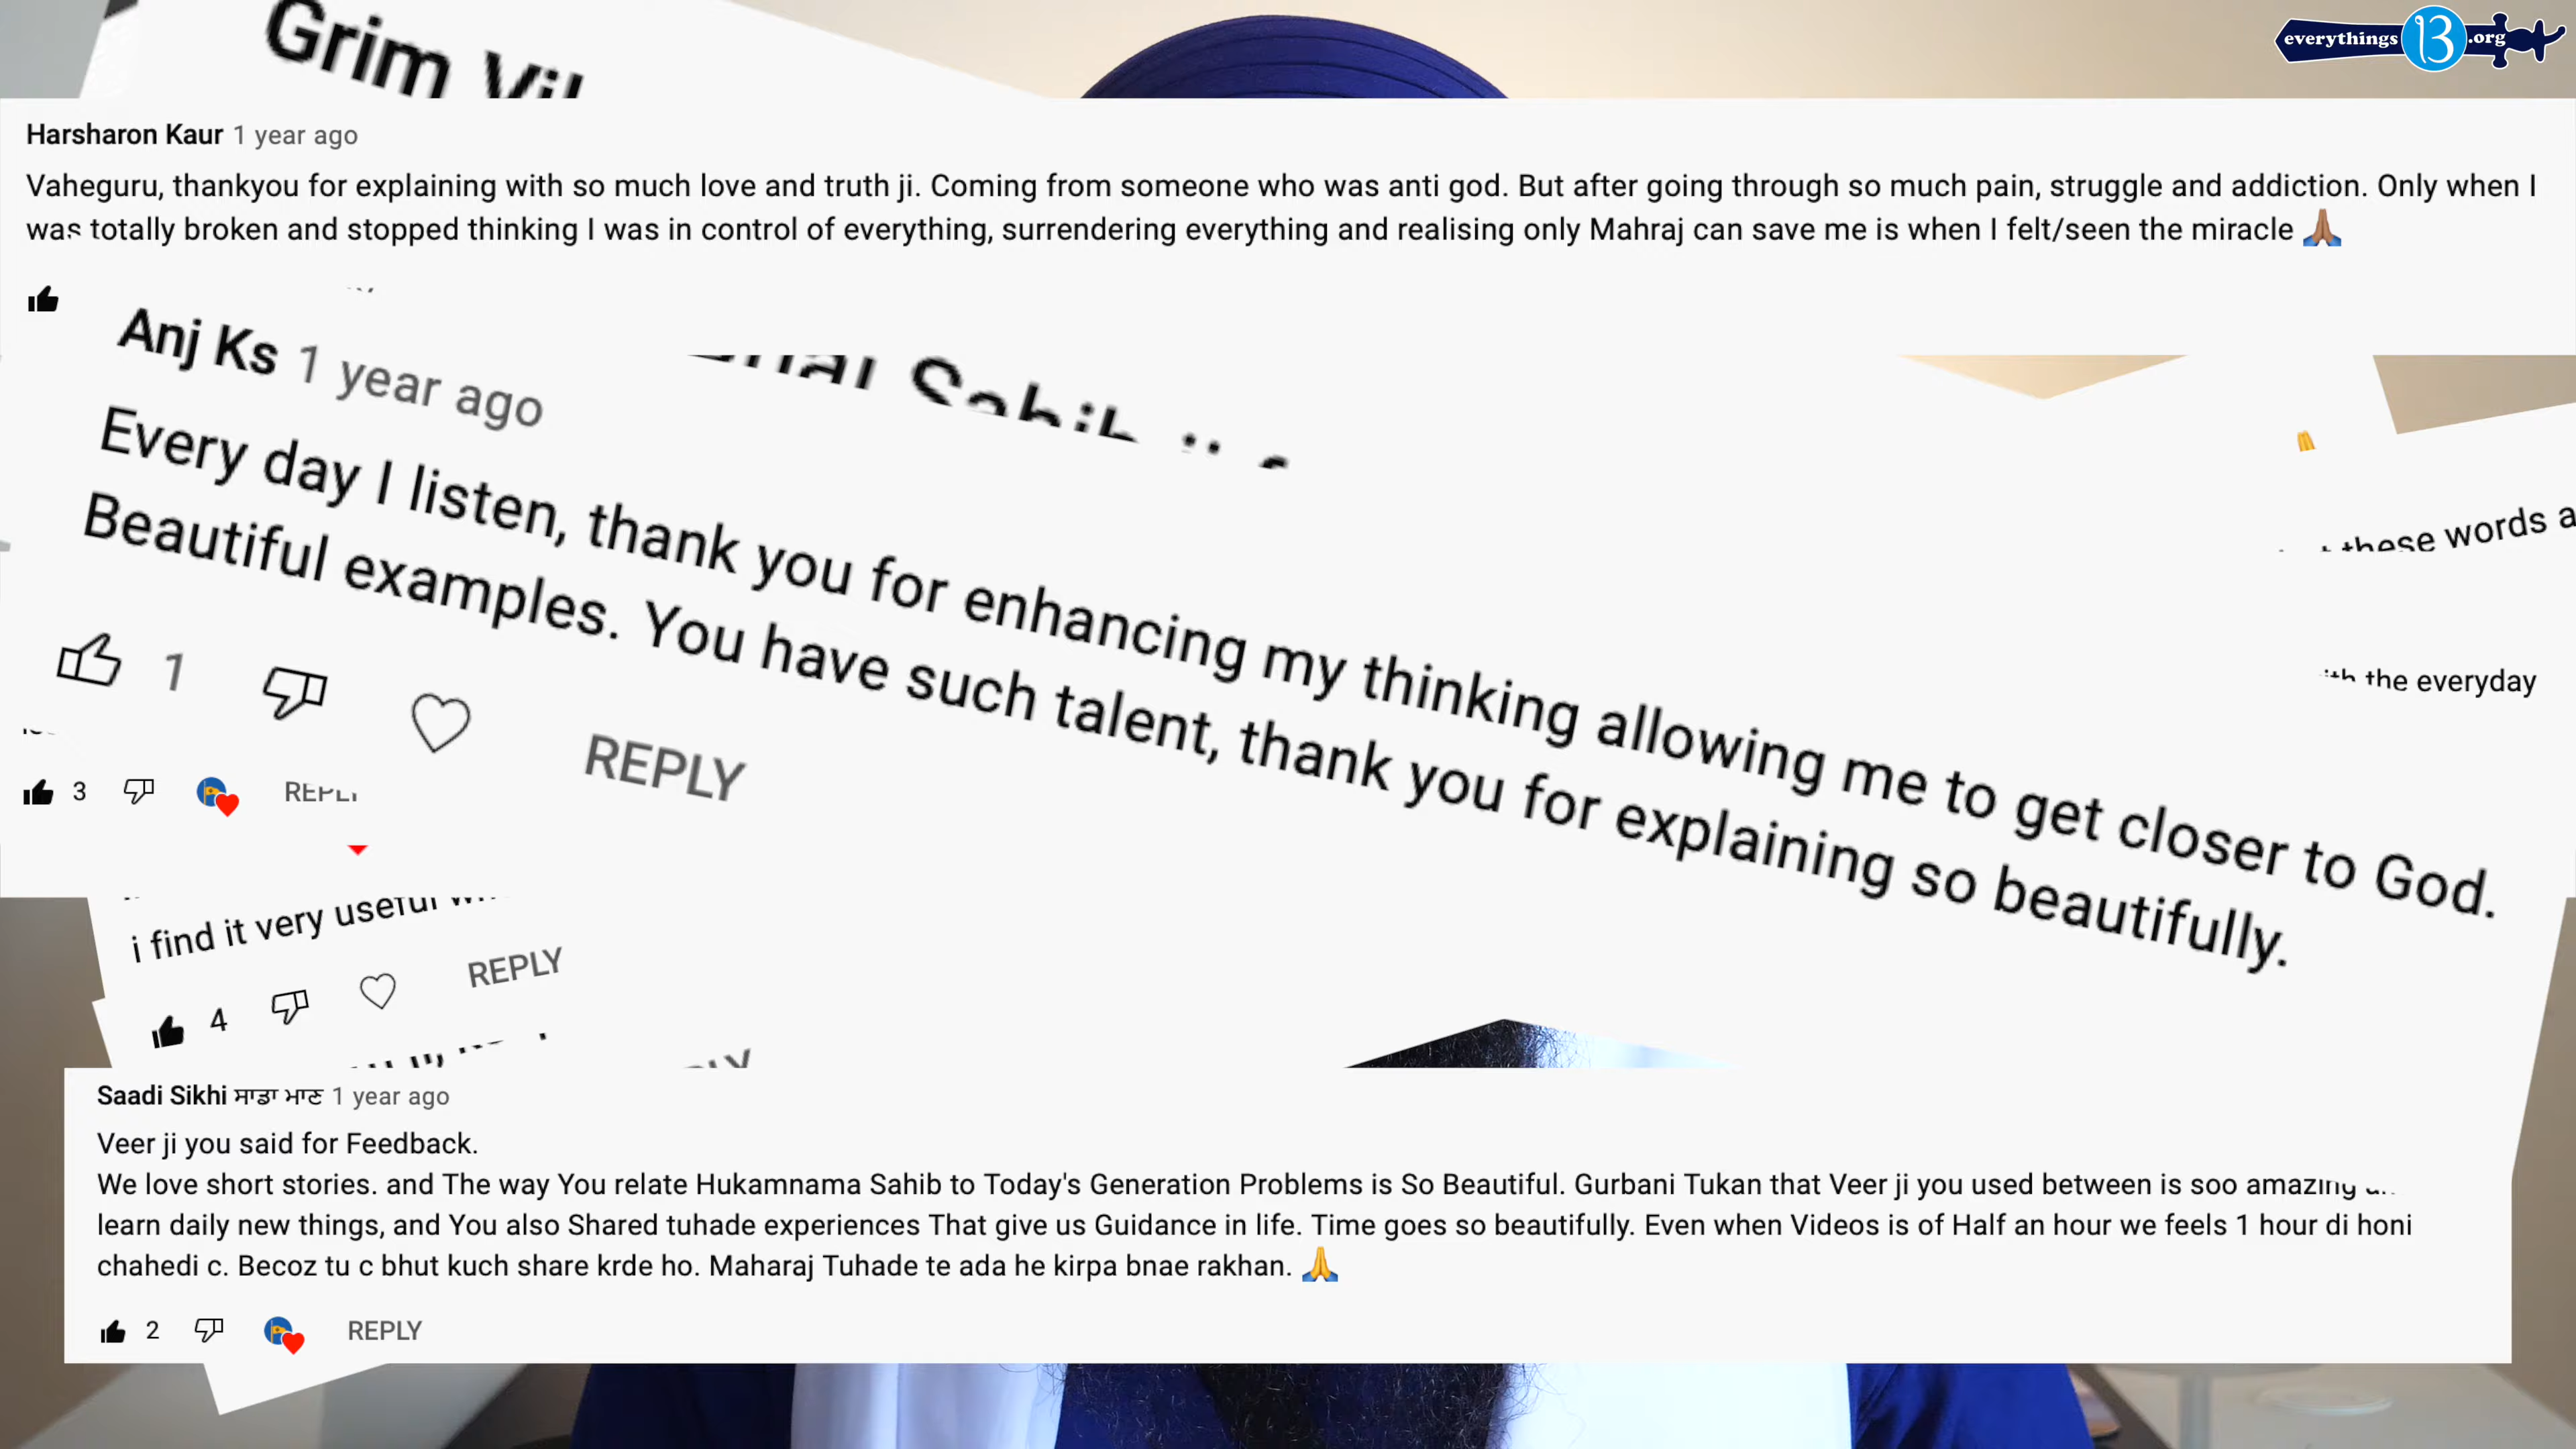 everythings 13 .org
Grim
Harsharon Kaur 1 year ago
Vaheguru, thankyou for explaining with so much love and truth ji. Coming from someone who was anti god. But after going through so much pain, struggle and addiction. Only when I
was totally broken and stopped thinking I was in control of everything, surrendering everything and realising only Mahraj can save me is when I felt/seen the miracle 🙏🏽
Sahib
Anj Ks 1 year ago
Every day I listen, thank you for enhancing my thinking allowing me to get closer to God.
Beautiful examples. You have such talent, thank you for explaining so beautifully.
1 REPLY
these words a
the everyday
3 REPLY
i find it very useful
4 REPLY
Saadi Sikhi ਸਾਡਾ ਮਾਣ 1 year ago
Veer ji you said for Feedback.
We love short stories. and The way You relate Hukamnama Sahib to Today's Generation Problems is So Beautiful. Gurbani Tukan that Veer ji you used between is soo amazing
learn daily new things, and You also Shared tuhade experiences That give us Guidance in life. Time goes so beautifully. Even when Videos is of Half an hour we feels 1 hour di honi
chahedi c. Becoz tu c bhut kuch share krde ho. Maharaj Tuhade te ada he kirpa bnae rakhan. 🙏
2 REPLY